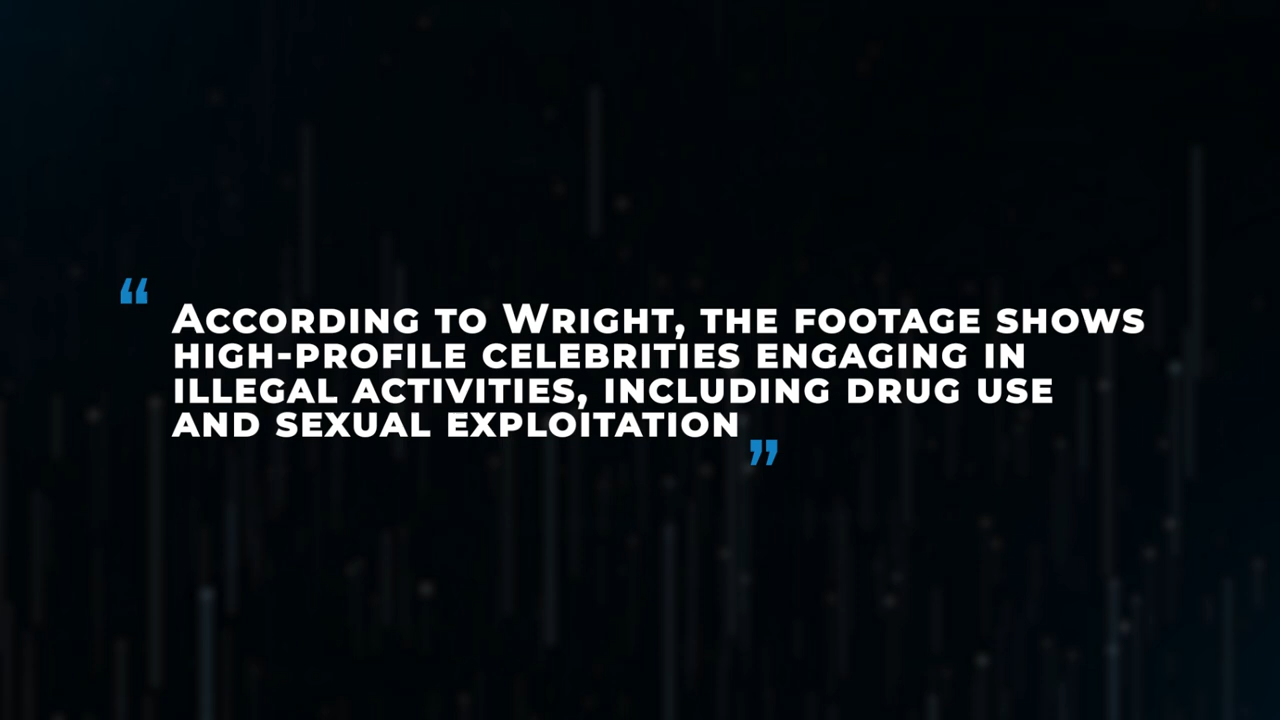 “ According to Wright, the footage shows
high-profile celebrities engaging in
illegal activities, including drug use
and sexual exploitation ”